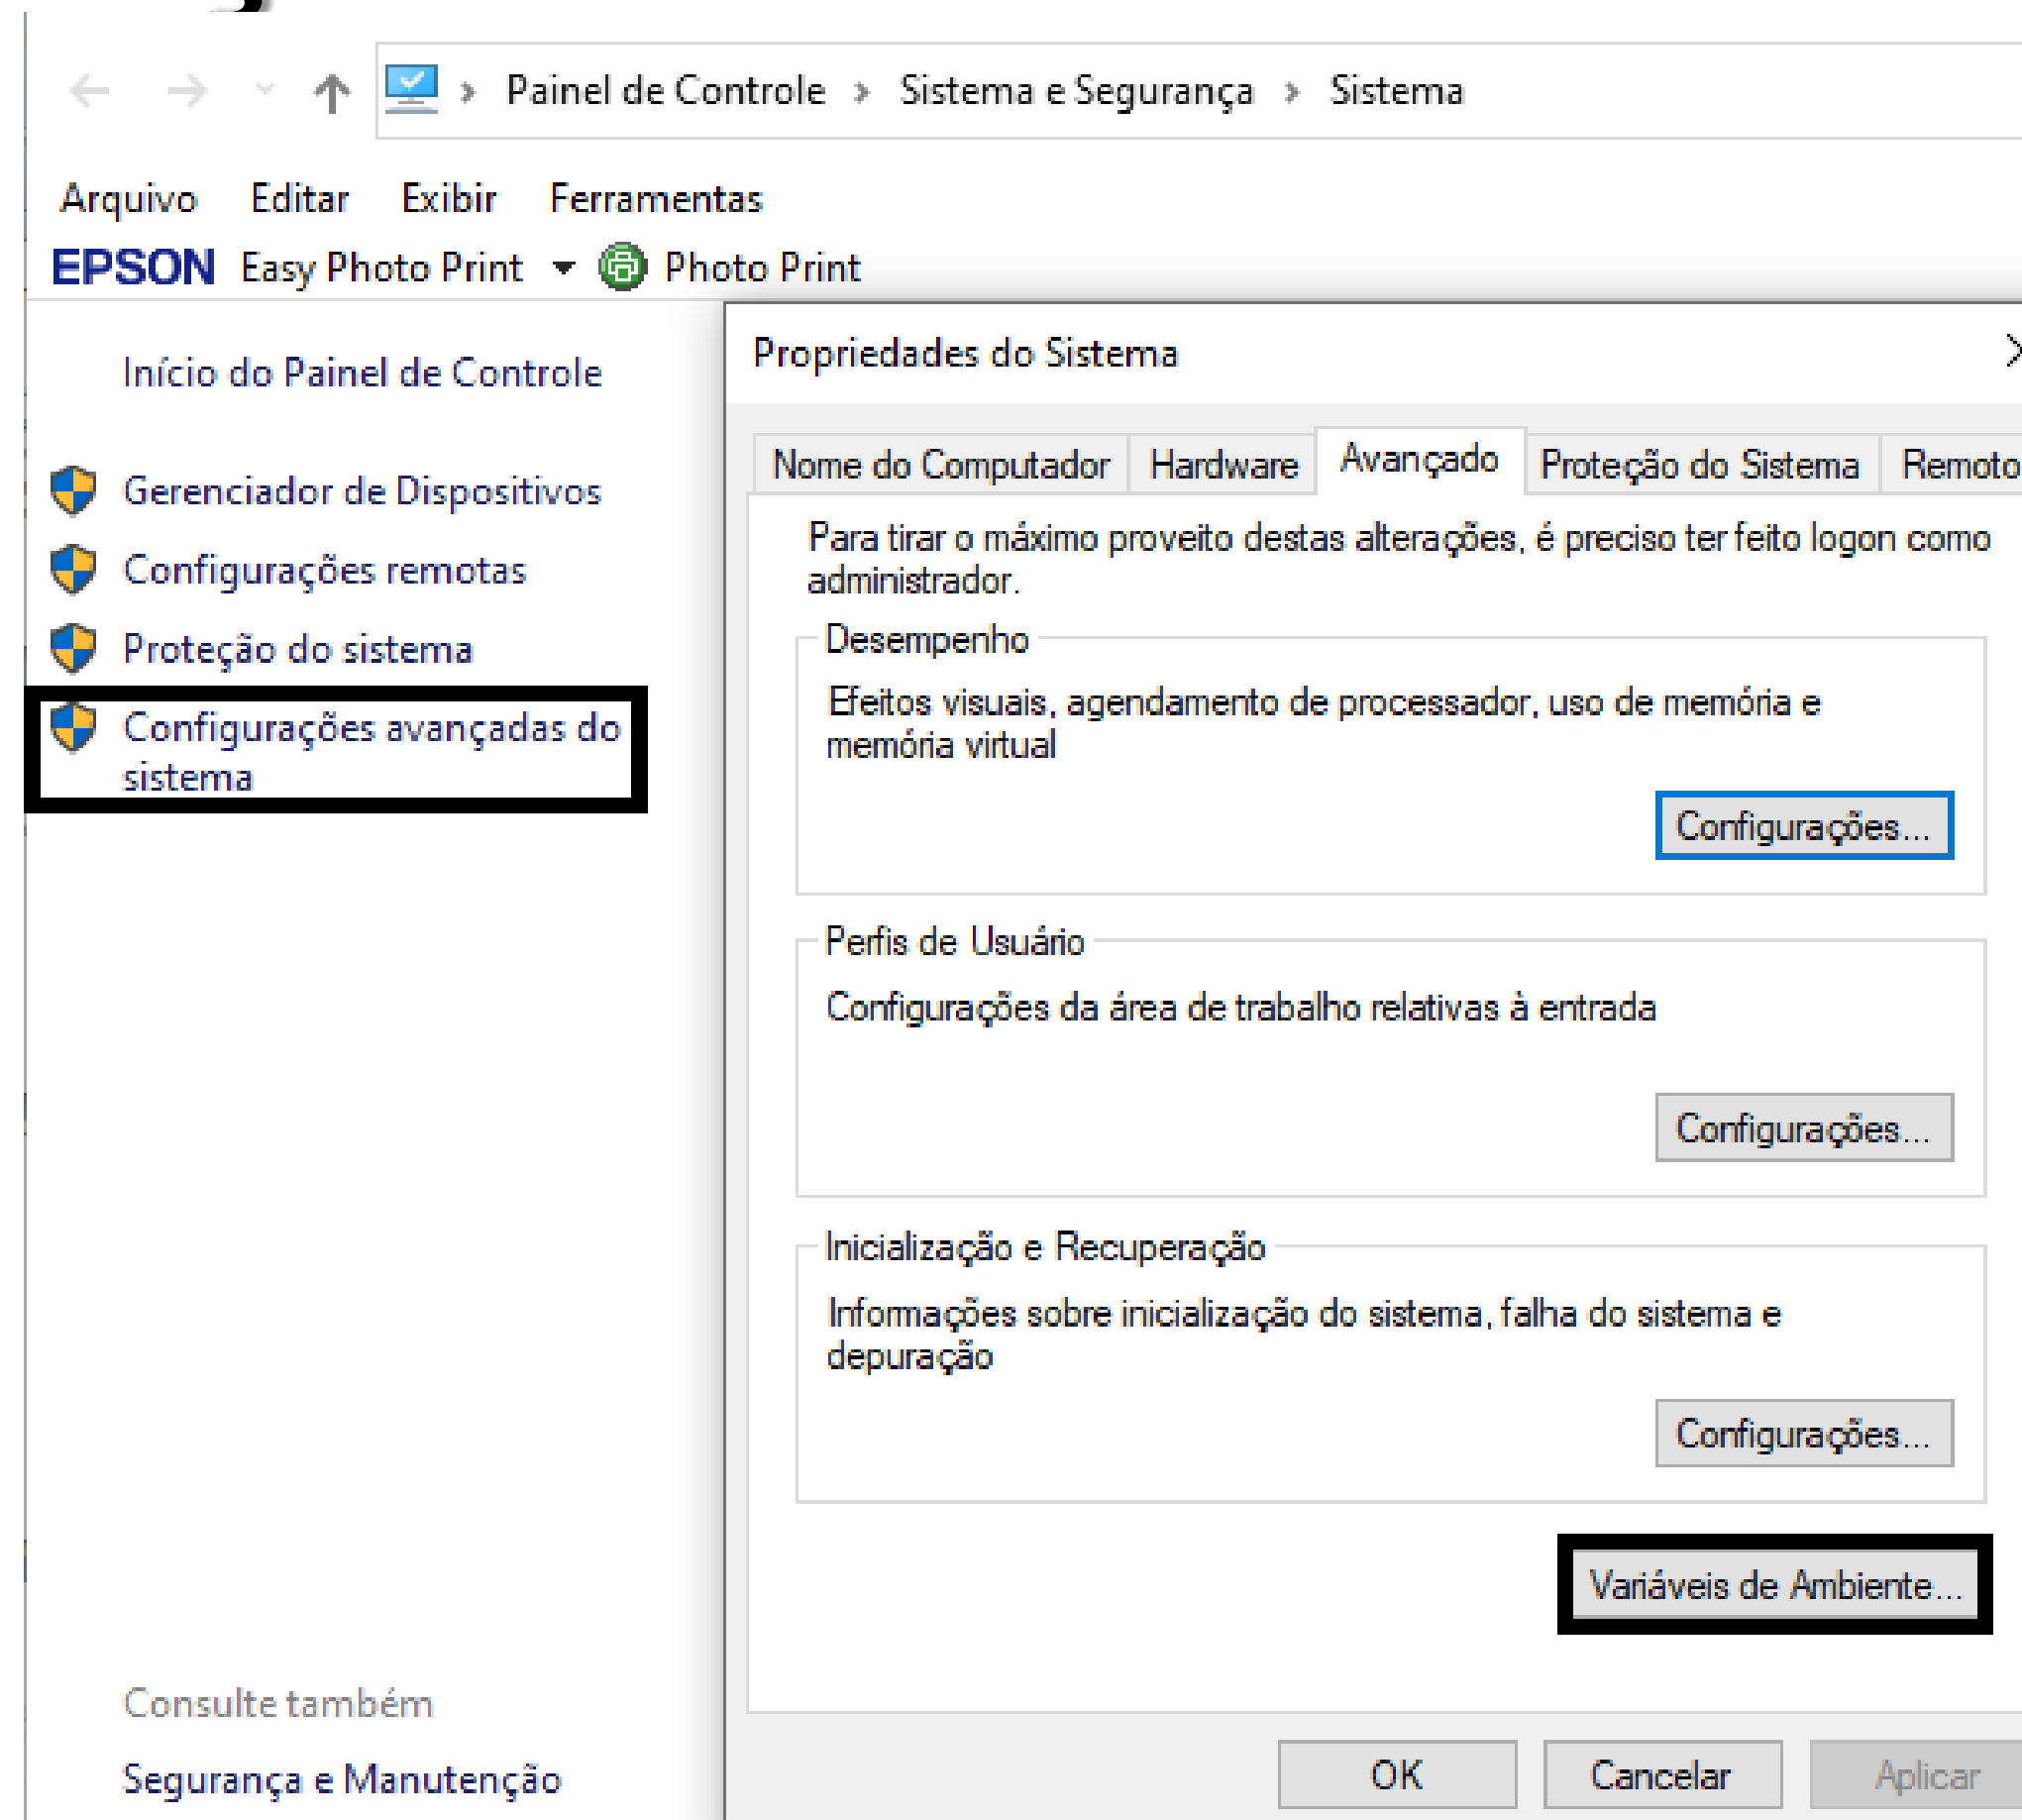 Painel de Controle › Sistema e Segurança › Sistema
Arquivo Editar Exibir Ferramentas
EPSON Easy Photo Print Photo Print
Início do Painel de Controle
Gerenciador de Dispositivos
Configurações remotas
Proteção do sistema
Configurações avançadas do
sistema
Consulte também
Segurança e Manutenção
Propriedades do Sistema
Nome do Computador Hardware Avançado Proteção do Sistema Remoto
Para tirar o máximo proveito destas alterações, é preciso ter feito logon como
administrador.
Desempenho
Efeitos visuais, agendamento de processador, uso de memória e
memória virtual
Configurações...
Perfis de Usuário
Configurações da área de trabalho relativas à entrada
Configurações...
Inicialização e Recuperação
Informações sobre inicialização do sistema, falha do sistema e
depuração
Configurações...
Variáveis de Ambiente...
OK Cancelar Aplicar